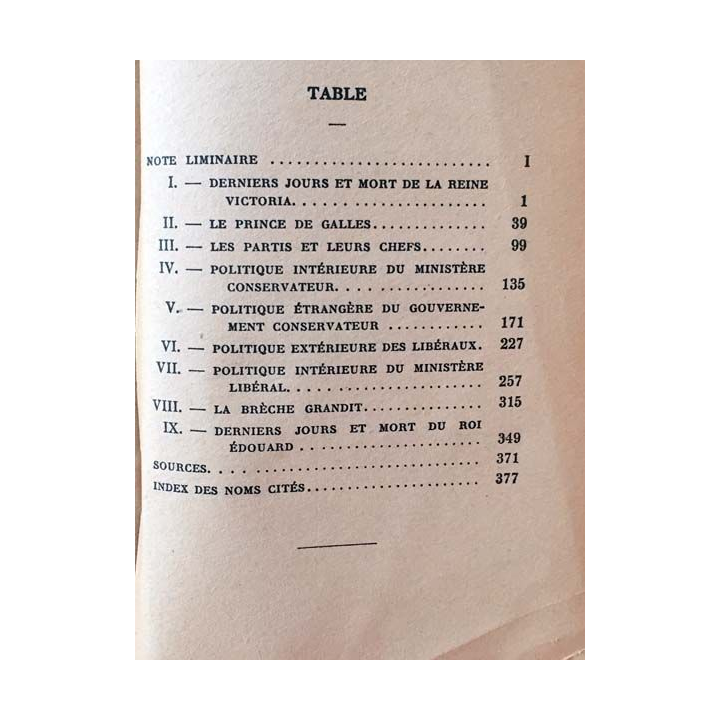 TABLE
NOTE LIMINAIRE .......................... I
I. — DERNIERS JOURS ET MORT DE LA REINE
VICTORIA. ...................... 1
II. — LE PRINCE DE GALLES.............. 39
III. — LES PARTIS ET LEURS CHEFS........ 99
IV. — POLITIQUE INTÉRIEURE DU MINISTÈRE
CONSERVATEUR. ................. 135
V. — POLITIQUE ÉTRANGÈRE DU GOUVERNE-
MENT CONSERVATEUR ............ 171
VI. — POLITIQUE EXTÉRIEURE DES LIBÉRAUX. 227
VII. — POLITIQUE INTÉRIEURE DU MINISTÈRE
LIBÉRAL. ....................... 257
VIII. — LA BRÈCHE GRANDIT............... 315
IX. — DERNIERS JOURS ET MORT DU ROI
ÉDOUARD ...................... 349
SOURCES. ................................ 371
INDEX DES NOMS CITÉS..................... 377